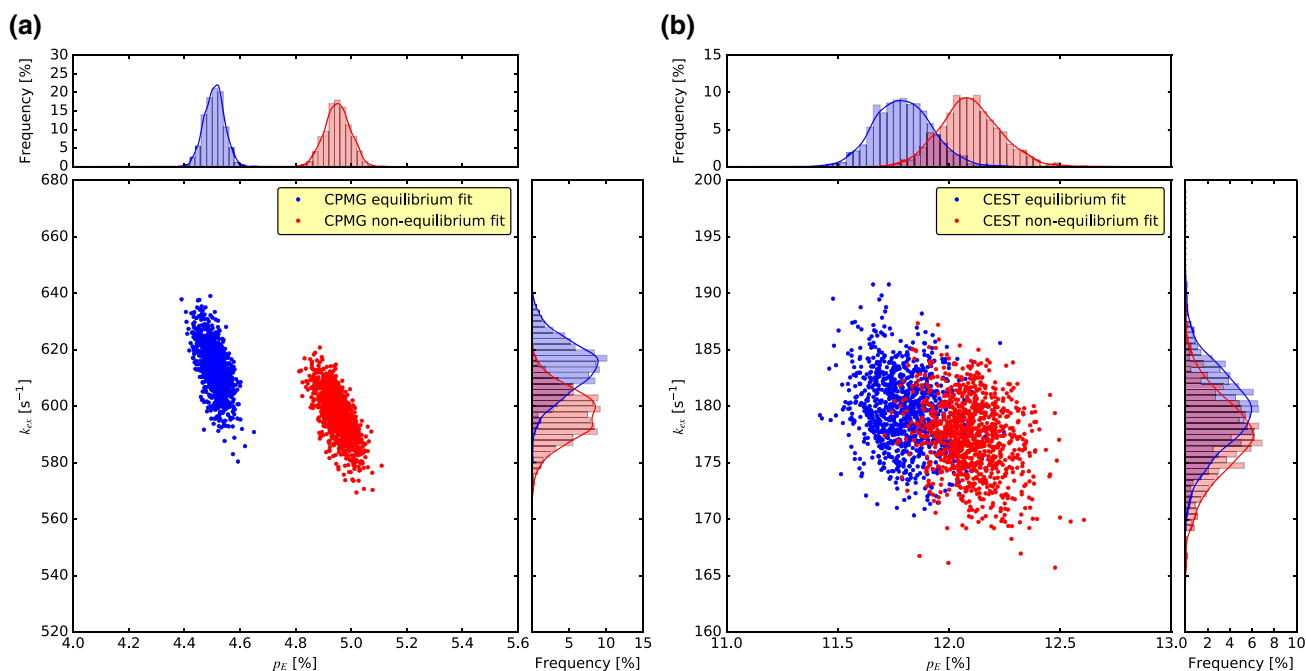 (a)
Frequency [%]
30
25
20
15
10
5
0
680
660
640
620
600
580
560
540
520
k_ex [s⁻¹]
CPMG equilibrium fit
CPMG non-equilibrium fit
4.0 4.2 4.4 4.6 4.8 5.0 5.2 5.4 5.6
p_E [%]
5 10 15
Frequency [%]
(b)
Frequency [%]
15
10
5
0
200
195
190
185
180
175
170
165
160
k_ex [s⁻¹]
CEST equilibrium fit
CEST non-equilibrium fit
11.0 11.5 12.0 12.5 13.0
p_E [%]
0 2 4 6 8 10
Frequency [%]